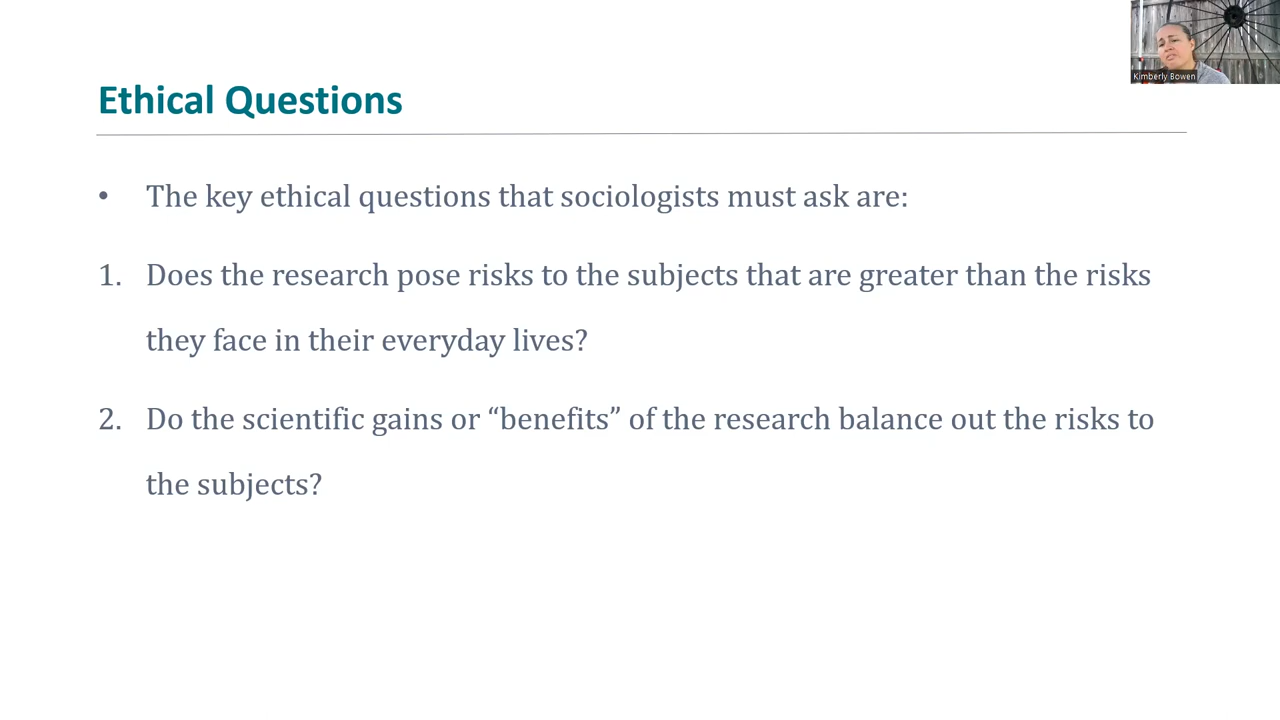 Kimberly Bowen
Ethical Questions
• The key ethical questions that sociologists must ask are:
1. Does the research pose risks to the subjects that are greater than the risks
they face in their everyday lives?
2. Do the scientific gains or “benefits” of the research balance out the risks to
the subjects?